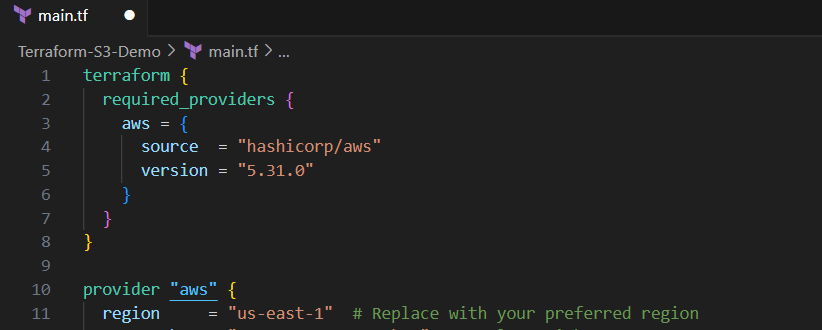 main.tf
Terraform-S3-Demo > main.tf > ...
1 terraform {
2   required_providers {
3     aws = {
4       source  = "hashicorp/aws"
5       version = "5.31.0"
6     }
7   }
8 }
9
10 provider "aws" {
11   region     = "us-east-1"  # Replace with your preferred region